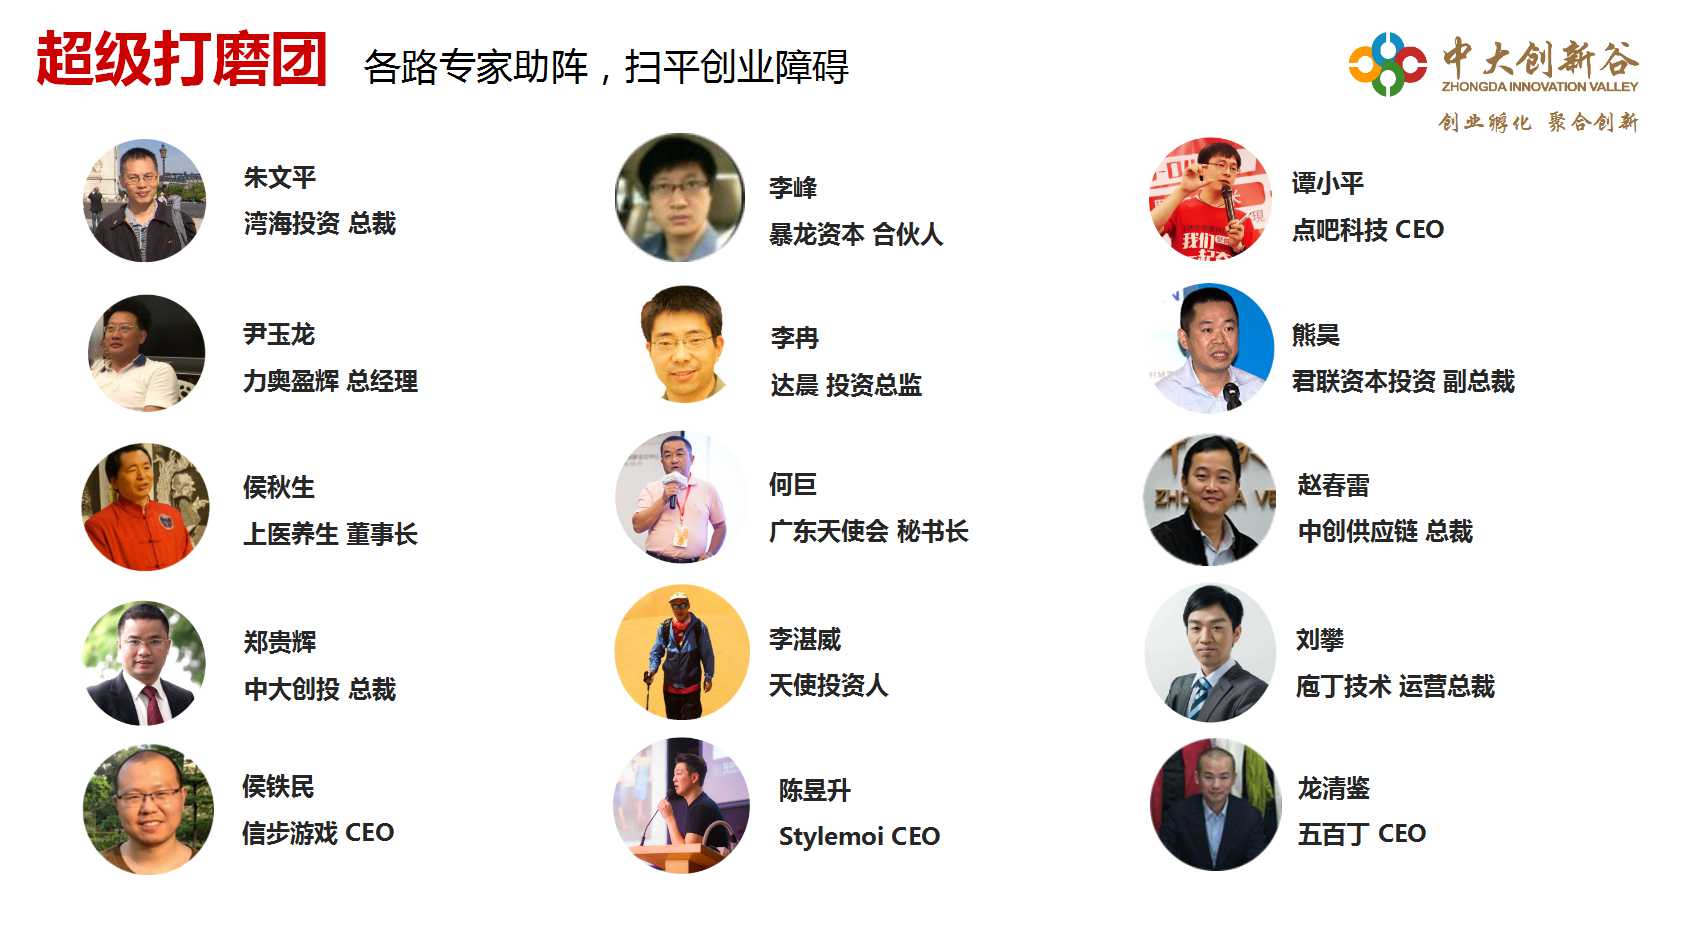 超级打磨团
各路专家助阵，扫平创业障碍
中大创新谷
ZHONGDA INNOVATION VALLEY
创业孵化 聚合创新
朱文平
湾海投资 总裁
李峰
暴龙资本 合伙人
谭小平
点吧科技 CEO
我们
尹玉龙
力奥盈辉 总经理
李冉
达晨 投资总监
熊昊
君联资本投资 副总裁
侯秋生
上医养生 董事长
何巨
广东天使会 秘书长
赵春雷
中创供应链 总裁
郑贵辉
中大创投 总裁
李湛威
天使投资人
刘攀
庖丁技术 运营总裁
侯铁民
信步游戏 CEO
陈昱升
Stylemoi CEO
龙清鉴
五百丁 CEO